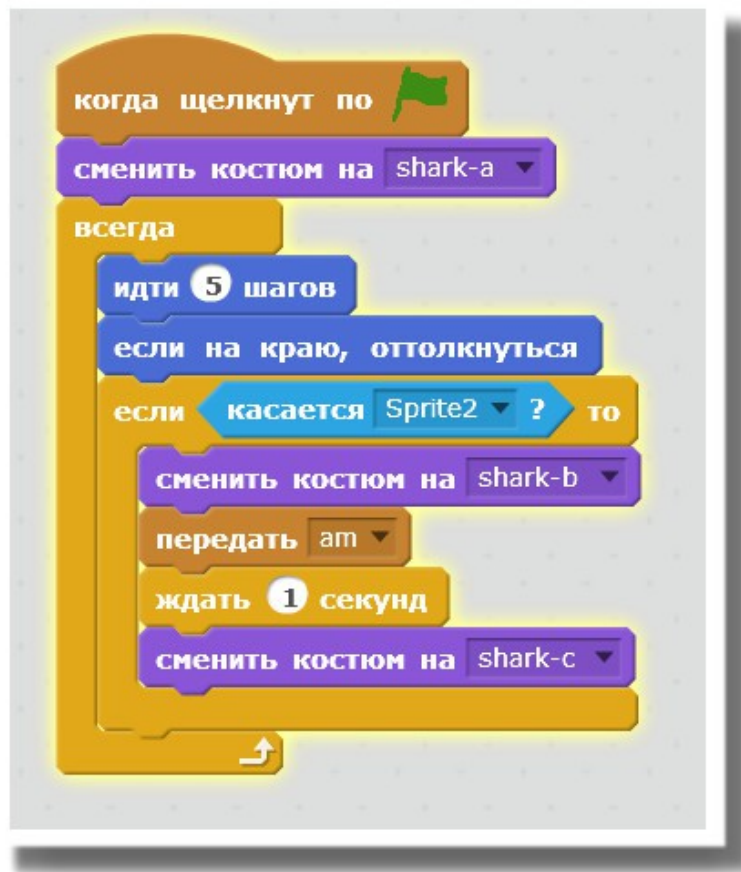 когда щелкнут по
сменить костюм на shark-a
всегда
идти 5 шагов
если на краю, оттолкнуться
если касается Sprite2 ? то
сменить костюм на shark-b
передать am
ждать 1 секунд
сменить костюм на shark-c